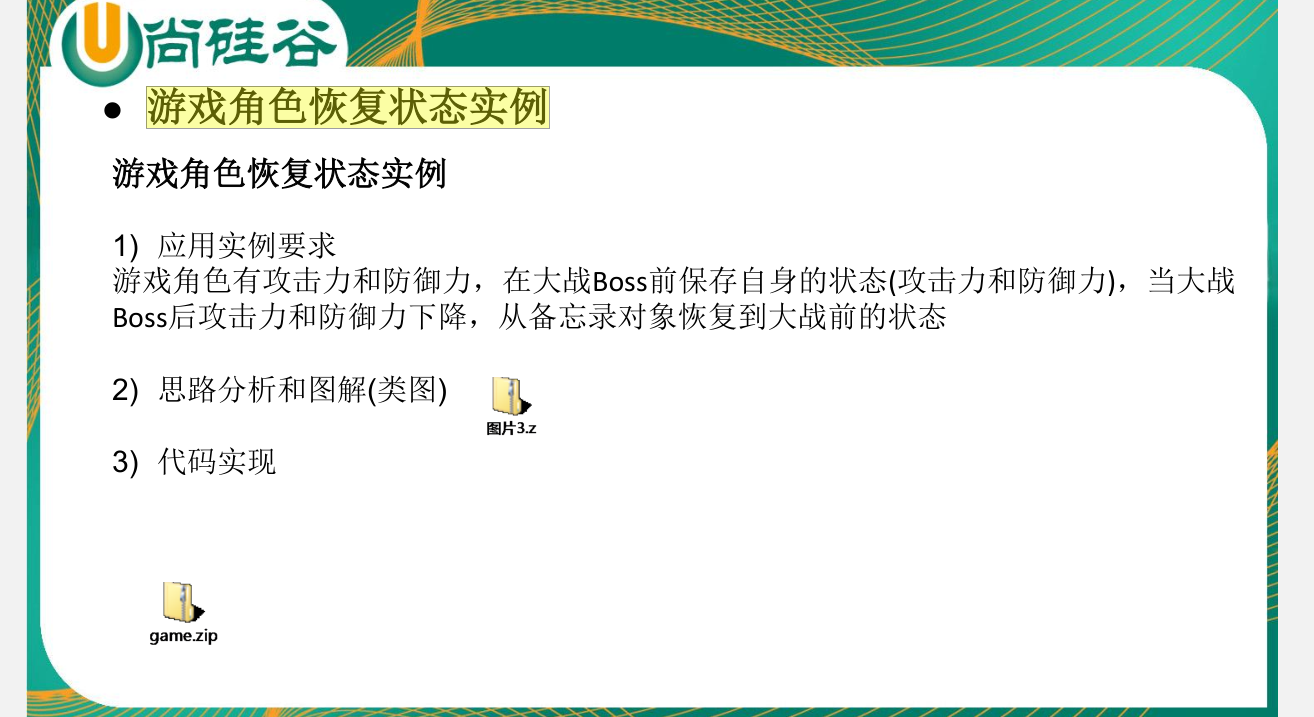 尚硅谷
● 游戏角色恢复状态实例
游戏角色恢复状态实例
1) 应用实例要求
游戏角色有攻击力和防御力，在大战Boss前保存自身的状态(攻击力和防御力)，当大战
Boss后攻击力和防御力下降，从备忘录对象恢复到大战前的状态
2) 思路分析和图解(类图)
图片3.z
3) 代码实现
game.zip